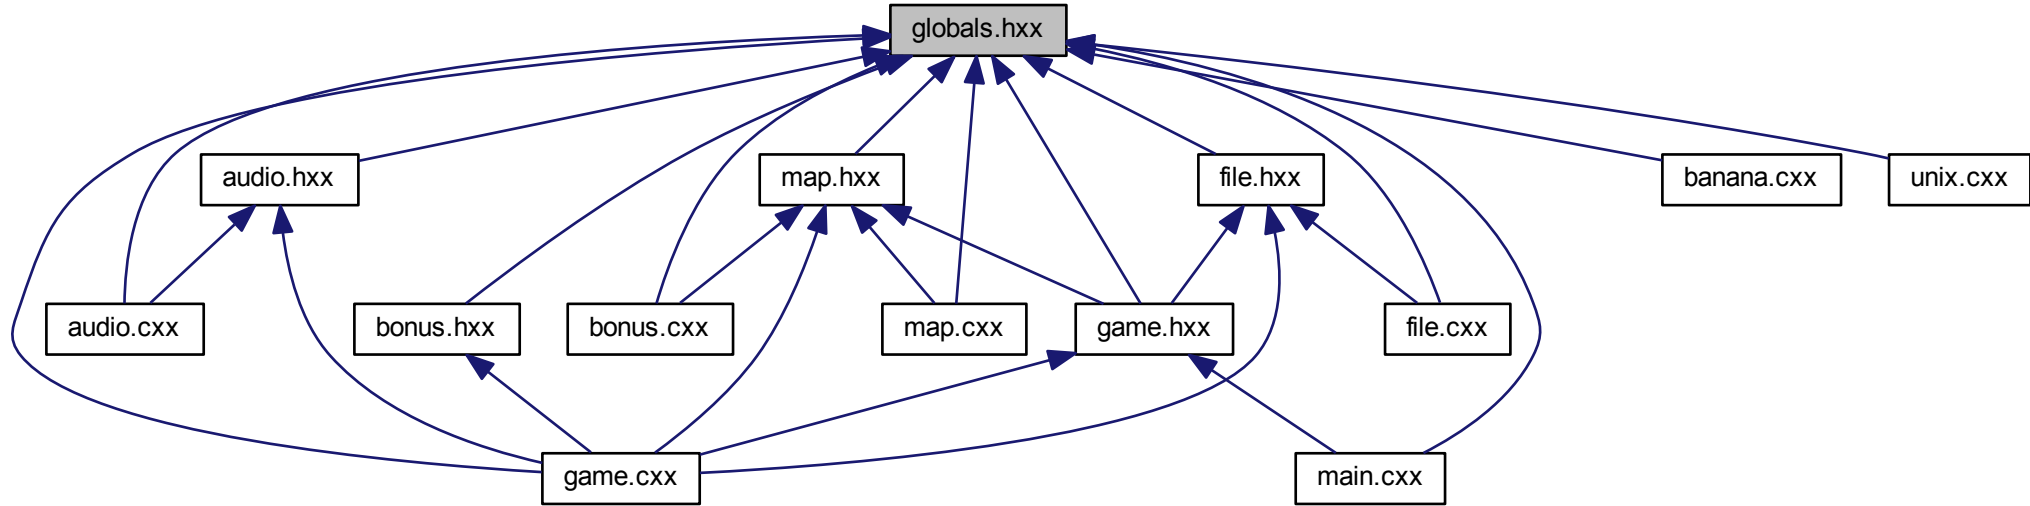 globals.hxx
audio.hxx
map.hxx
file.hxx
banana.cxx
unix.cxx
audio.cxx
bonus.hxx
bonus.cxx
map.cxx
game.hxx
file.cxx
game.cxx
main.cxx